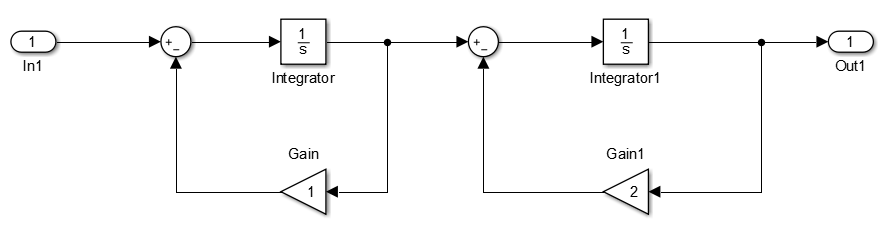 1
In1
+
−
1
s
Integrator
+
−
1
s
Integrator1
1
Out1
Gain
1
Gain1
2